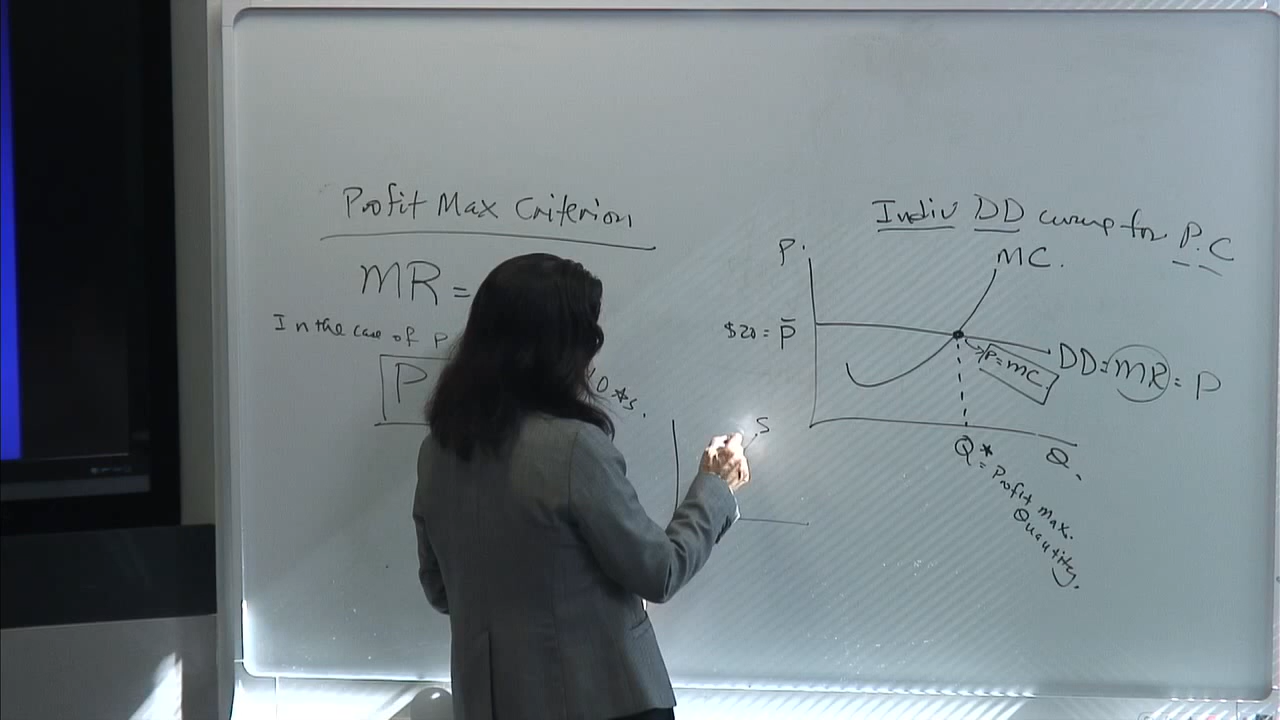 Profit Max Criterion
MR =
In the case of P
P
Indiv DD curve for P.C
P.
MC.
$20 = P̄
P = MC.
DD = MR = P
S
Q* = Profit Max.
Quantity.
Q.